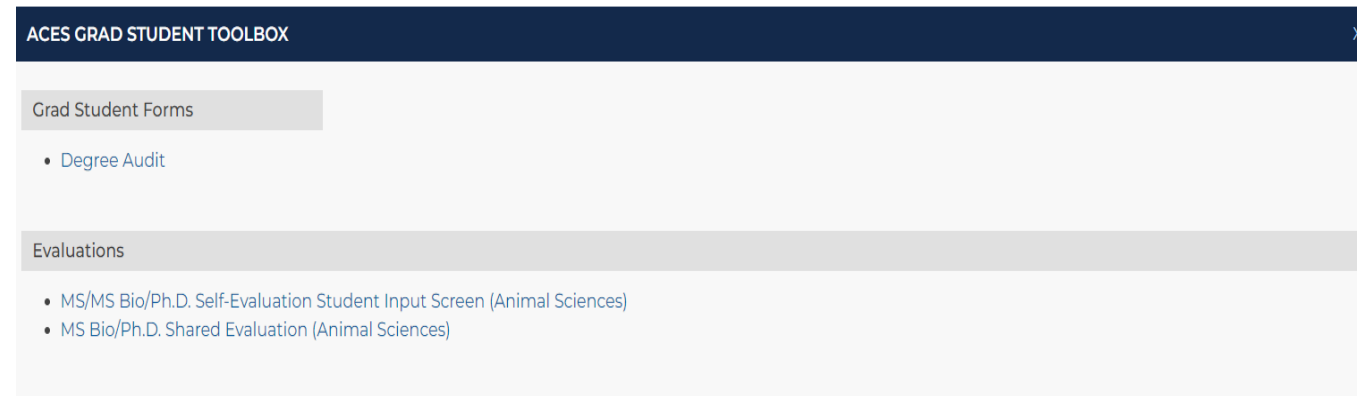 ACES GRAD STUDENT TOOLBOX
Grad Student Forms
• Degree Audit
Evaluations
• MS/MS Bio/Ph.D. Self-Evaluation Student Input Screen (Animal Sciences)
• MS Bio/Ph.D. Shared Evaluation (Animal Sciences)